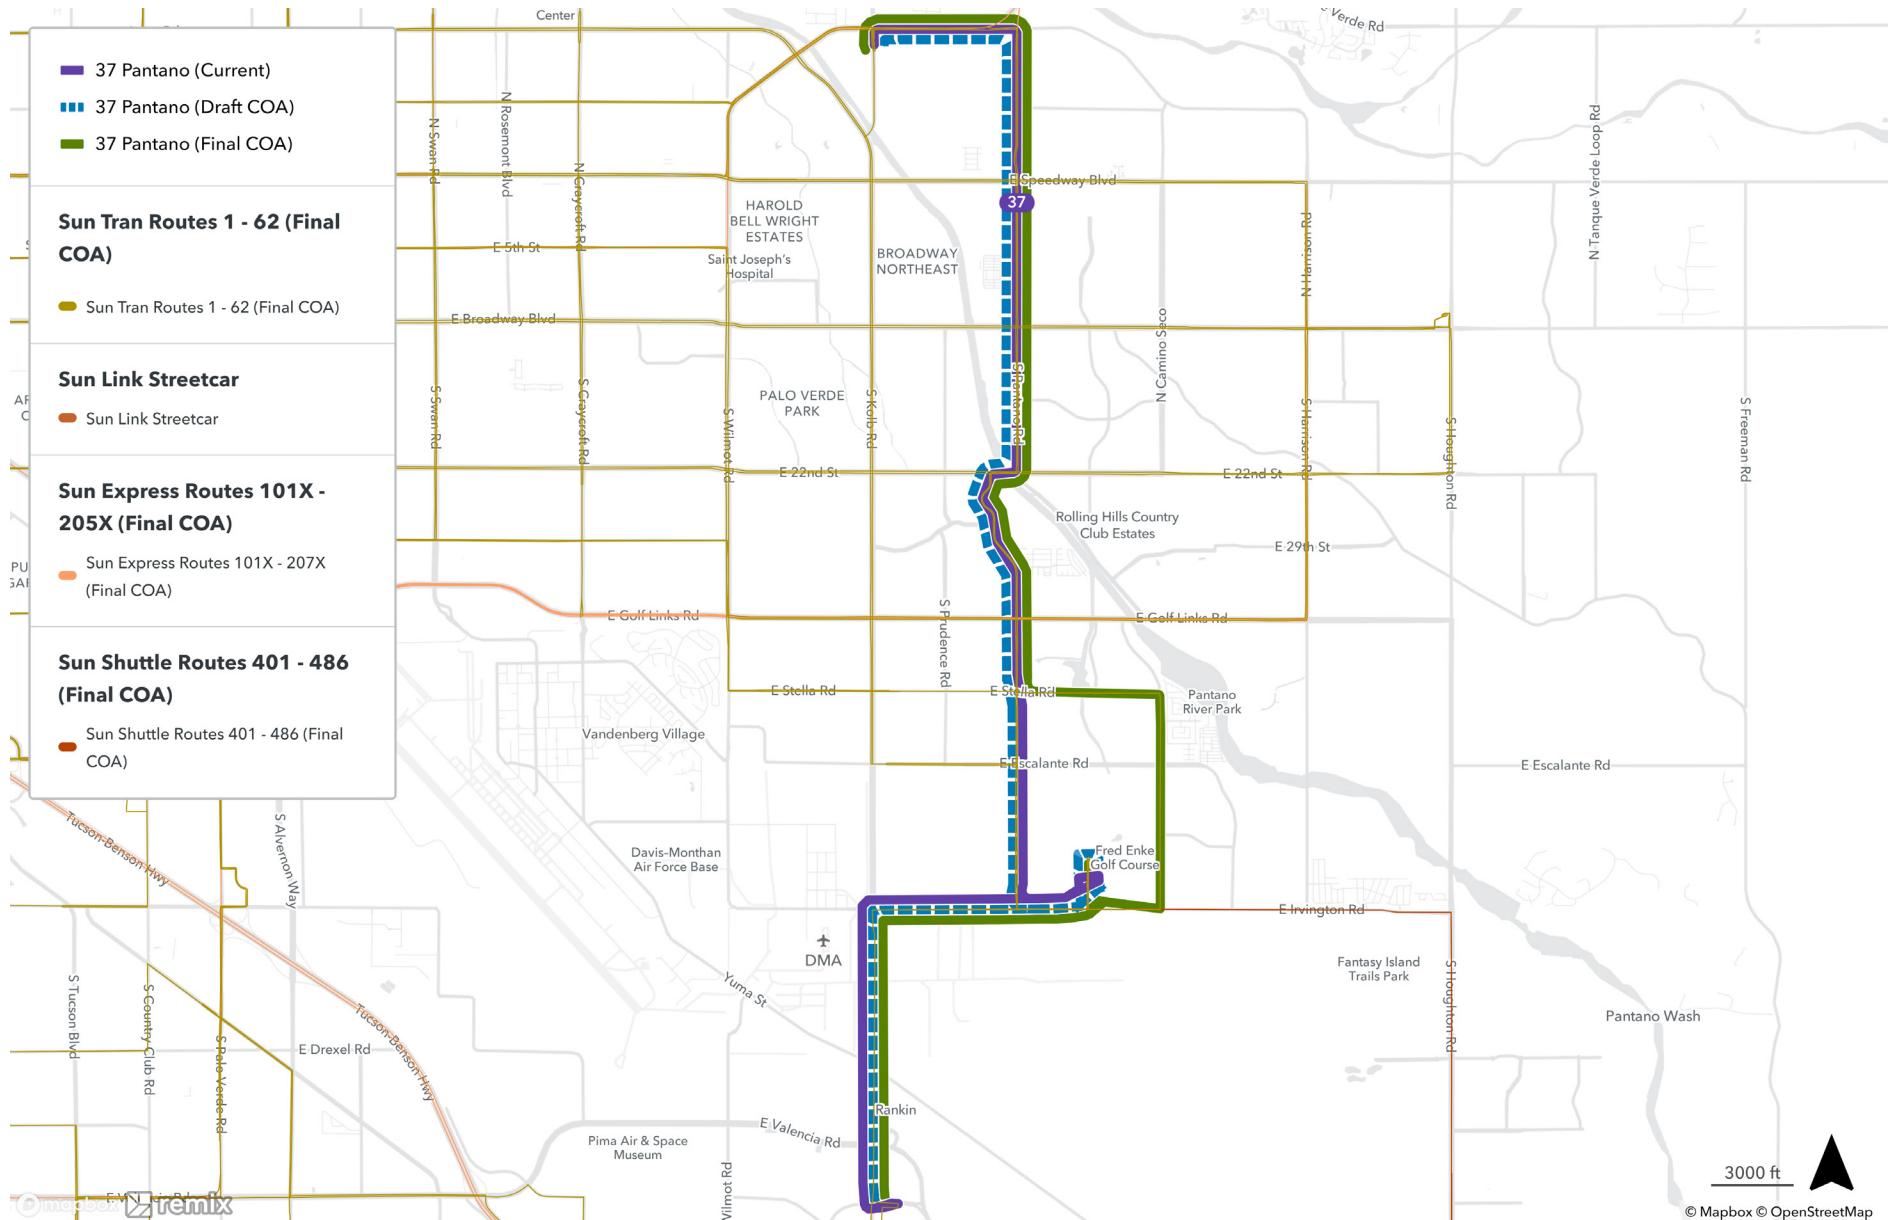 37 Pantano (Current)
37 Pantano (Draft COA)
37 Pantano (Final COA)
Sun Tran Routes 1 - 62 (Final
COA)
Sun Tran Routes 1 - 62 (Final COA)
Sun Link Streetcar
Sun Link Streetcar
Sun Express Routes 101X -
205X (Final COA)
Sun Express Routes 101X - 207X
(Final COA)
Sun Shuttle Routes 401 - 486
(Final COA)
Sun Shuttle Routes 401 - 486 (Final
COA)
Center
Verde Rd
N Swan Rd
N Rosemont Blvd
N Craycroft Rd
N Tanque Verde Loop Rd
E Speedway Blvd
37
HAROLD
BELL WRIGHT
ESTATES
E 5th St
Saint Joseph's
Hospital
BROADWAY
NORTHEAST
N Harrison Rd
E Broadway Blvd
N Camino Seco
S Swan Rd
S Craycroft Rd
S Wilmot Rd
PALO VERDE
PARK
S Kolb Rd
S Pantano Rd
S Harrison Rd
S Houghton Rd
S Freeman Rd
E 22nd St
E 22nd St
Rolling Hills Country
Club Estates
E 29th St
E Golf Links Rd
E Golf Links Rd
S Prudence Rd
E Stella Rd
E Stella Rd
Pantano
River Park
Vandenberg Village
E Escalante Rd
E Escalante Rd
Tucson-Benson Hwy
S Alvernon Way
Davis-Monthan
Air Force Base
Fred Enke
Golf Course
E Irvington Rd
DMA
Fantasy Island
Trails Park
S Houghton Rd
Yuma St
S Tucson Blvd
S Country Club Rd
Tucson-Benson Hwy
Pantano Wash
E Drexel Rd
S Palo Verde Rd
Rankin
E Valencia Rd
Pima Air & Space
Museum
Wilmot Rd
3000 ft
mapbox
remix
© Mapbox © OpenStreetMap